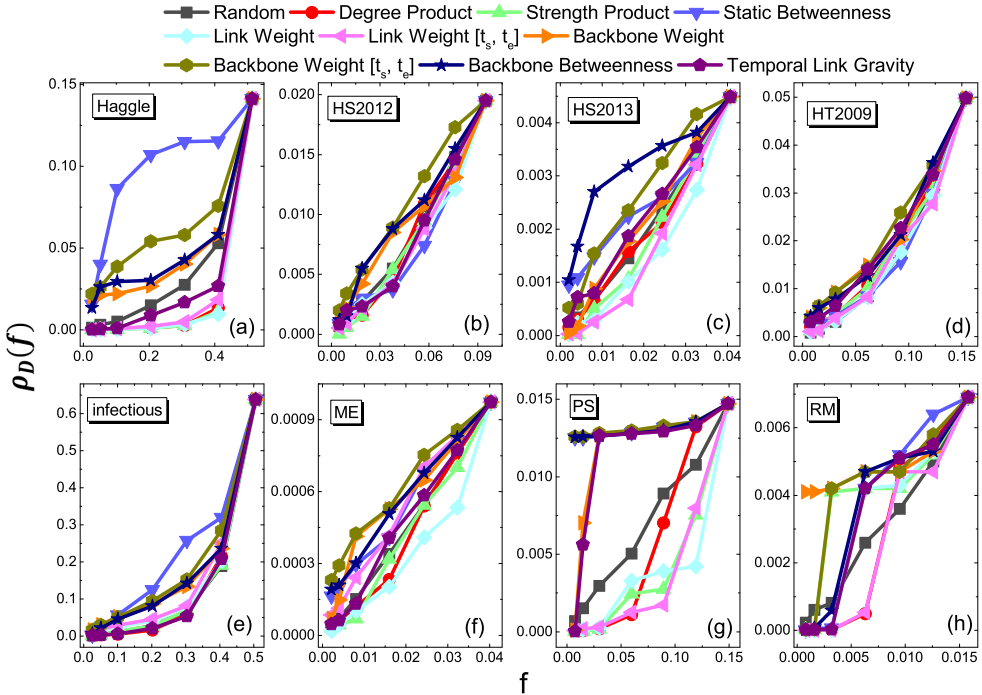 Random Degree Product Strength Product Static Betweenness
Link Weight Link Weight [ts, te] Backbone Weight
Backbone Weight [ts, te] Backbone Betweenness Temporal Link Gravity
ρD(f)
0.15
0.10
0.05
0.00
Haggle
(a)
0.0 0.2 0.4
0.020
0.015
0.010
0.005
0.000
HS2012
(b)
0.00 0.03 0.06 0.09
0.004
0.003
0.002
0.001
0.000
HS2013
(c)
0.00 0.01 0.02 0.03 0.04
0.05
0.04
0.03
0.02
0.01
0.00
HT2009
(d)
0.00 0.05 0.10 0.15
0.6
0.5
0.4
0.3
0.2
0.1
0.0
infectious
(e)
0.0 0.1 0.2 0.3 0.4 0.5
0.0009
0.0006
0.0003
0.0000
ME
(f)
0.00 0.01 0.02 0.03 0.04
0.015
0.010
0.005
0.000
PS
(g)
0.00 0.05 0.10 0.15
0.006
0.004
0.002
0.000
RM
(h)
0.000 0.005 0.010 0.015
f